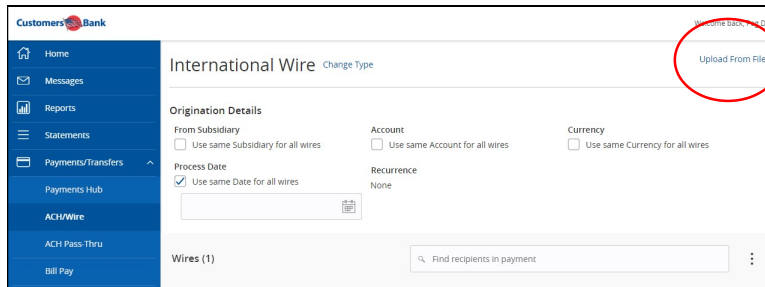 Customers Bank
Welcome back, Peg D
Home
Messages
Reports
Statements
Payments/Transfers
Payments Hub
ACH/Wire
ACH Pass-Thru
Bill Pay
International Wire Change Type
Upload From File
Origination Details
From Subsidiary
Use same Subsidiary for all wires
Account
Use same Account for all wires
Currency
Use same Currency for all wires
Process Date
Use same Date for all wires
Recurrence
None
Wires (1)
Find recipients in payment